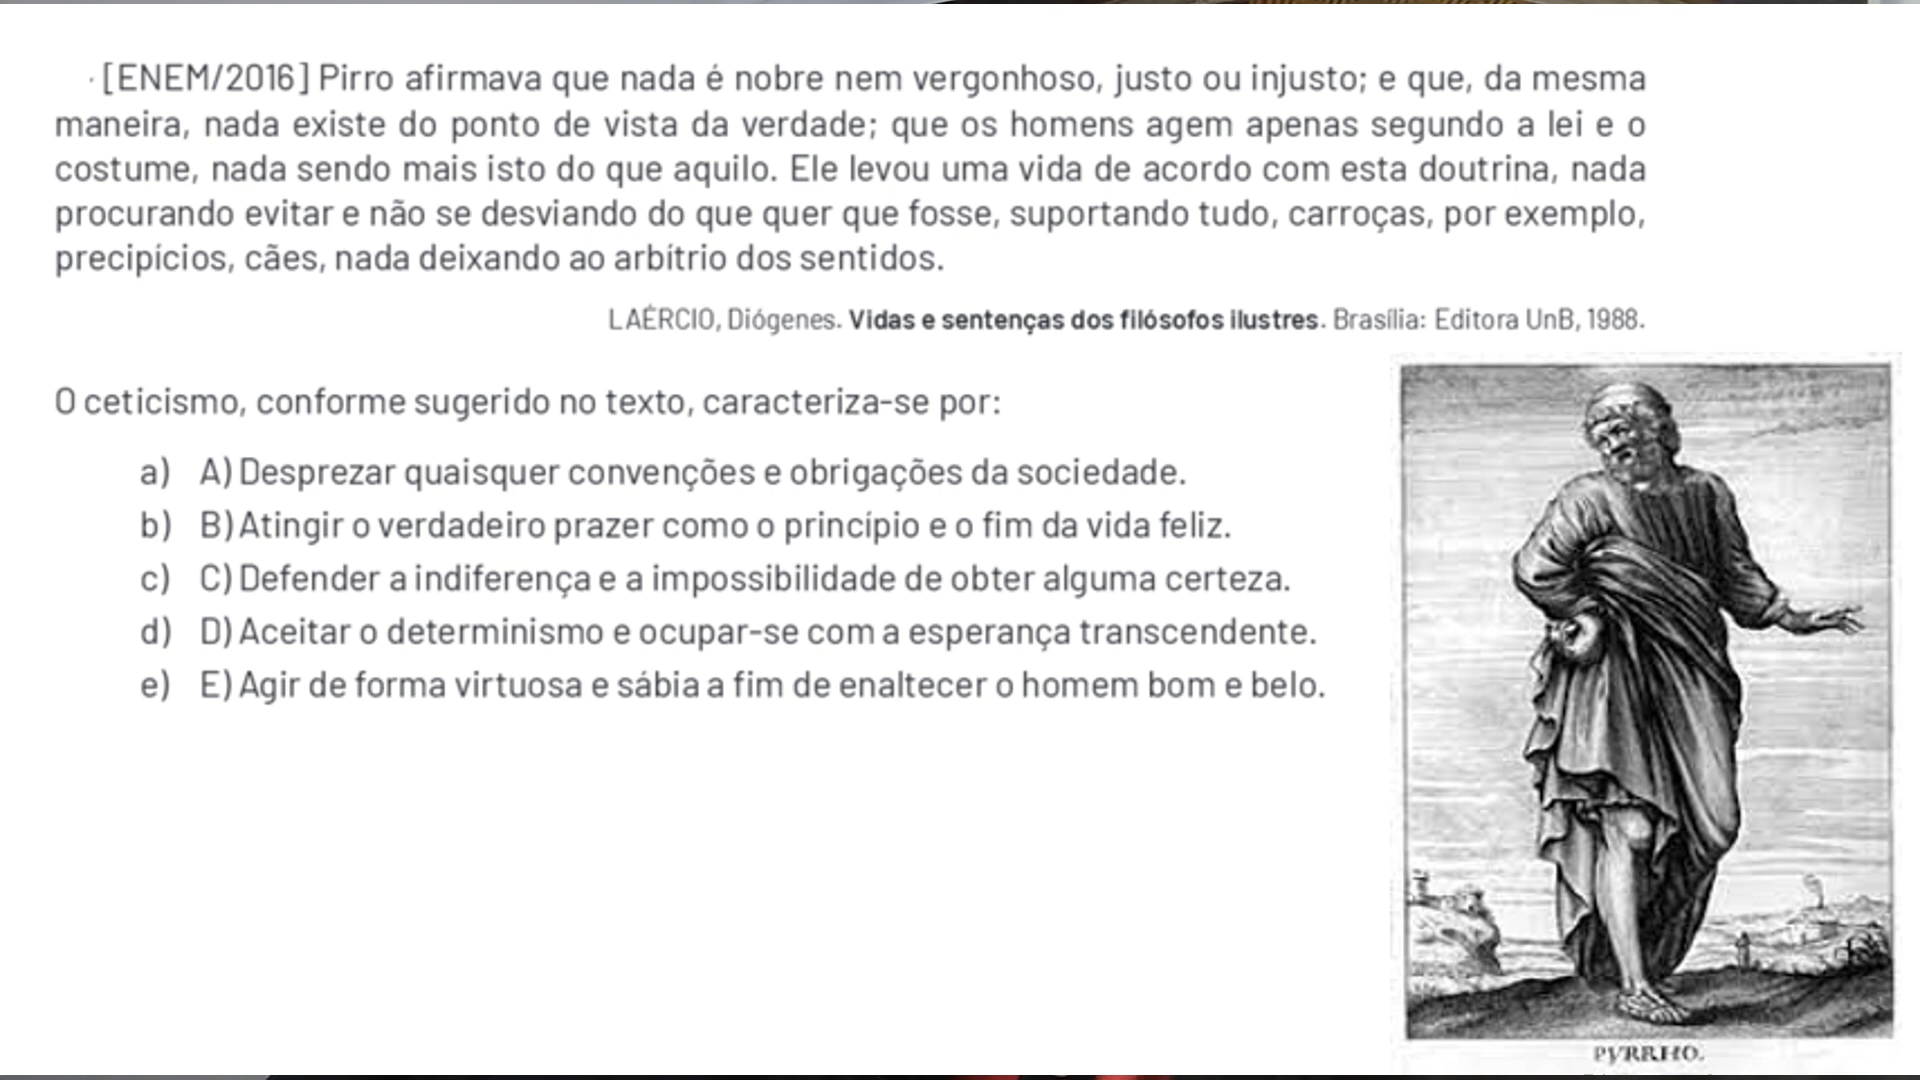 [ENEM/2016] Pirro afirmava que nada é nobre nem vergonhoso, justo ou injusto; e que, da mesma
maneira, nada existe do ponto de vista da verdade; que os homens agem apenas segundo a lei e o
costume, nada sendo mais isto do que aquilo. Ele levou uma vida de acordo com esta doutrina, nada
procurando evitar e não se desviando do que quer que fosse, suportando tudo, carroças, por exemplo,
precipícios, cães, nada deixando ao arbítrio dos sentidos.
LAÉRCIO, Diógenes. Vidas e sentenças dos filósofos ilustres. Brasília: Editora UnB, 1988.
O ceticismo, conforme sugerido no texto, caracteriza-se por:
a) A) Desprezar quaisquer convenções e obrigações da sociedade.
b) B) Atingir o verdadeiro prazer como o princípio e o fim da vida feliz.
c) C) Defender a indiferença e a impossibilidade de obter alguma certeza.
d) D) Aceitar o determinismo e ocupar-se com a esperança transcendente.
e) E) Agir de forma virtuosa e sábia a fim de enaltecer o homem bom e belo.
PYRRHO.